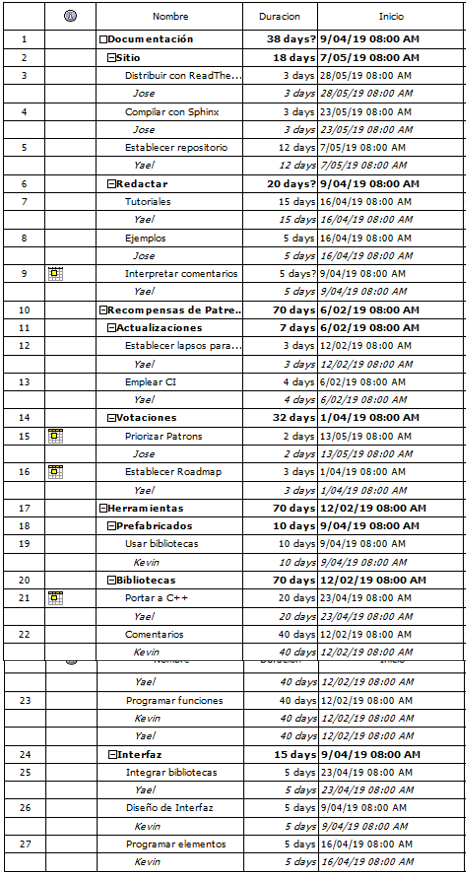 Nombre Duracion Inicio
1 Documentación 38 days? 9/04/19 08:00 AM
2 Sitio 18 days 7/05/19 08:00 AM
3 Distribuir con ReadThe... 3 days 28/05/19 08:00 AM
Jose 3 days 28/05/19 08:00 AM
4 Compilar con Sphinx 3 days 23/05/19 08:00 AM
Jose 3 days 23/05/19 08:00 AM
5 Establecer repositorio 12 days 7/05/19 08:00 AM
Yael 12 days 7/05/19 08:00 AM
6 Redactar 20 days? 9/04/19 08:00 AM
7 Tutoriales 15 days 16/04/19 08:00 AM
Yael 15 days 16/04/19 08:00 AM
8 Ejemplos 5 days 16/04/19 08:00 AM
Jose 5 days 16/04/19 08:00 AM
9 Interpretar comentarios 5 days? 9/04/19 08:00 AM
Yael 5 days 9/04/19 08:00 AM
10 Recompensas de Patre... 70 days 6/02/19 08:00 AM
11 Actualizaciones 7 days 6/02/19 08:00 AM
12 Establecer lapsos para... 3 days 12/02/19 08:00 AM
Yael 3 days 12/02/19 08:00 AM
13 Emplear CI 4 days 6/02/19 08:00 AM
Yael 4 days 6/02/19 08:00 AM
14 Votaciones 32 days 1/04/19 08:00 AM
15 Priorizar Patrons 2 days 13/05/19 08:00 AM
Jose 2 days 13/05/19 08:00 AM
16 Establecer Roadmap 3 days 1/04/19 08:00 AM
Yael 3 days 1/04/19 08:00 AM
17 Herramientas 70 days 12/02/19 08:00 AM
18 Prefabricados 10 days 9/04/19 08:00 AM
19 Usar bibliotecas 10 days 9/04/19 08:00 AM
Kevin 10 days 9/04/19 08:00 AM
20 Bibliotecas 70 days 12/02/19 08:00 AM
21 Portar a C++ 20 days 23/04/19 08:00 AM
Yael 20 days 23/04/19 08:00 AM
22 Comentarios 40 days 12/02/19 08:00 AM
Kevin 40 days 12/02/19 08:00 AM
Nombre Duracion Inicio
Yael 40 days 12/02/19 08:00 AM
23 Programar funciones 40 days 12/02/19 08:00 AM
Kevin 40 days 12/02/19 08:00 AM
Yael 40 days 12/02/19 08:00 AM
24 Interfaz 15 days 9/04/19 08:00 AM
25 Integrar bibliotecas 5 days 23/04/19 08:00 AM
Yael 5 days 23/04/19 08:00 AM
26 Diseño de Interfaz 5 days 9/04/19 08:00 AM
Kevin 5 days 9/04/19 08:00 AM
27 Programar elementos 5 days 16/04/19 08:00 AM
Kevin 5 days 16/04/19 08:00 AM